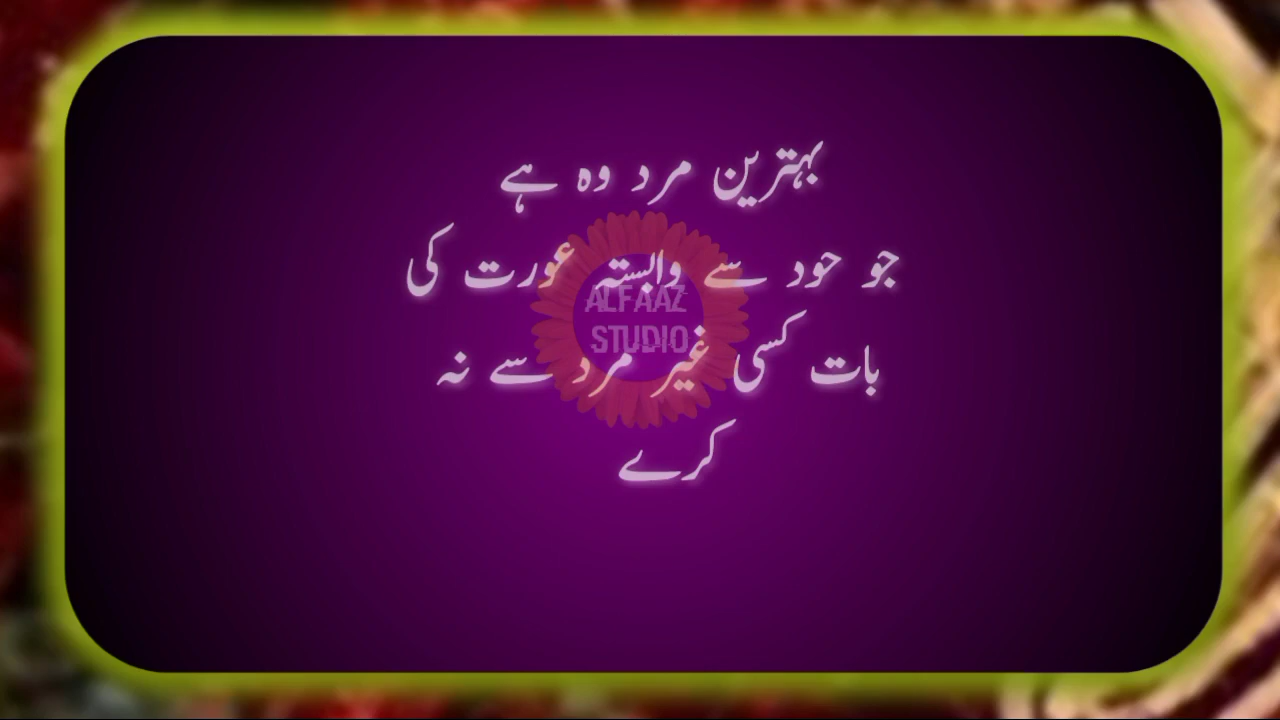 بہترین مرد وہ ہے
جو حود سے وابستہ عورت کی
بات کسی غیر مرد سے نہ
کرے
ALFAAZ
STUDIO